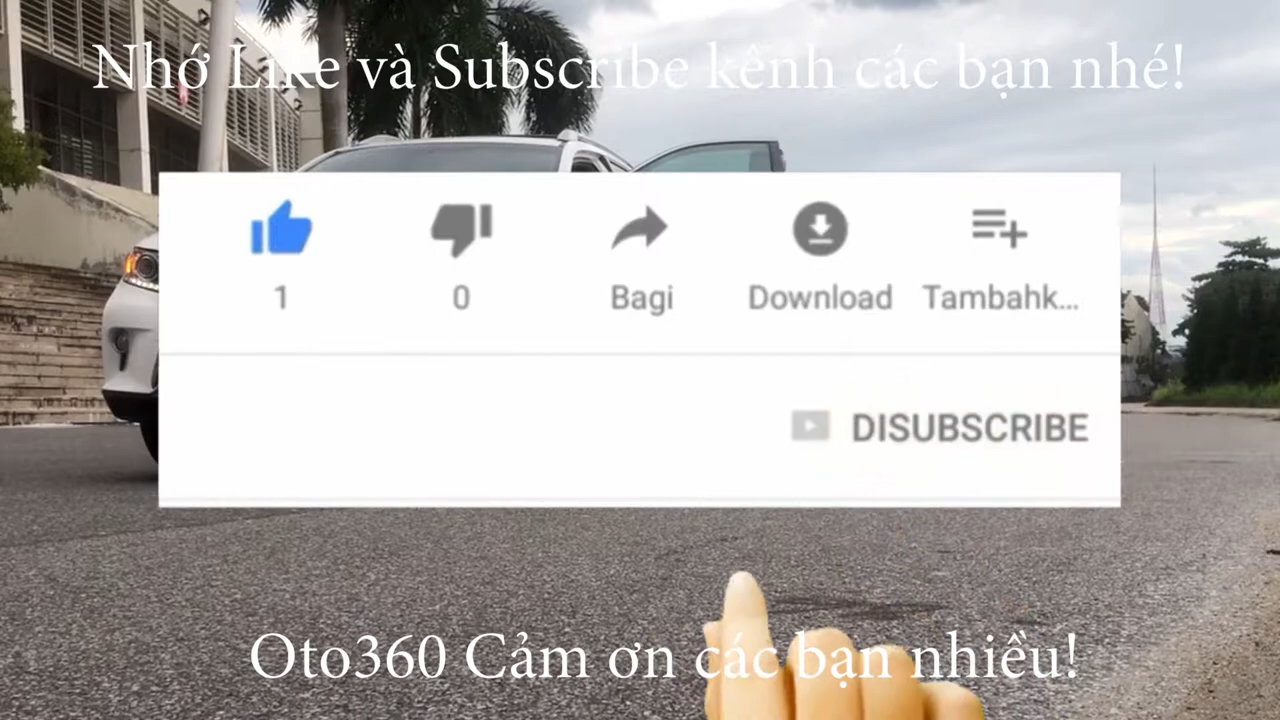 Nhớ Like và Subscribe kênh các bạn nhé!
1 0 Bagi Download Tambahk...
DISUBSCRIBE
Oto360 Cảm ơn các bạn nhiều!